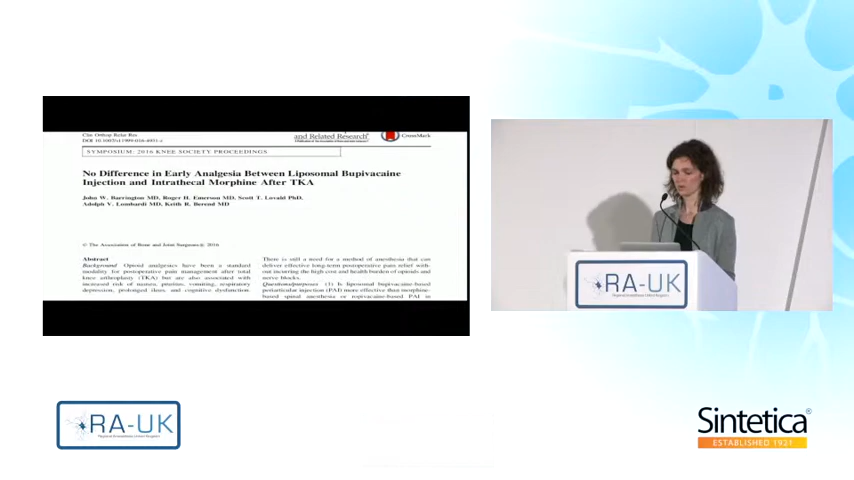 Clin Orthop Relat Res
and Related Research®
CrossMark
SYMPOSIUM: 2016 KNEE SOCIETY PROCEEDINGS
No Difference in Early Analgesia Between Liposomal Bupivacaine
Injection and Intrathecal Morphine After TKA
John W. Barrington MD, Roger H. Emerson MD, Scott T. Lovald PhD,
Adolph V. Lombardi MD, Keith R. Berend MD
© The Association of Bone and Joint Surgeons® 2016
Abstract
Background Opioid analgesics have been a standard
modality for postoperative pain management after total
knee arthroplasty (TKA) but are also associated with
increased risk of nausea, pruritus, vomiting, respiratory
depression, prolonged ileus, and cognitive dysfunction.
There is still a need for a method of anesthesia that can
deliver effective long-term postoperative pain relief with-
out incurring the high cost and health burden of opioids and
nerve blocks.
Questions/purposes (1) Is liposomal bupivacaine-based
periarticular injection (PAI) more effective than morphine-
based spinal anesthesia or ropivacaine-based PAI in
RA-UK
RA-UK
Regional Anaesthesia United Kingdom
Sintetica®
ESTABLISHED 1921